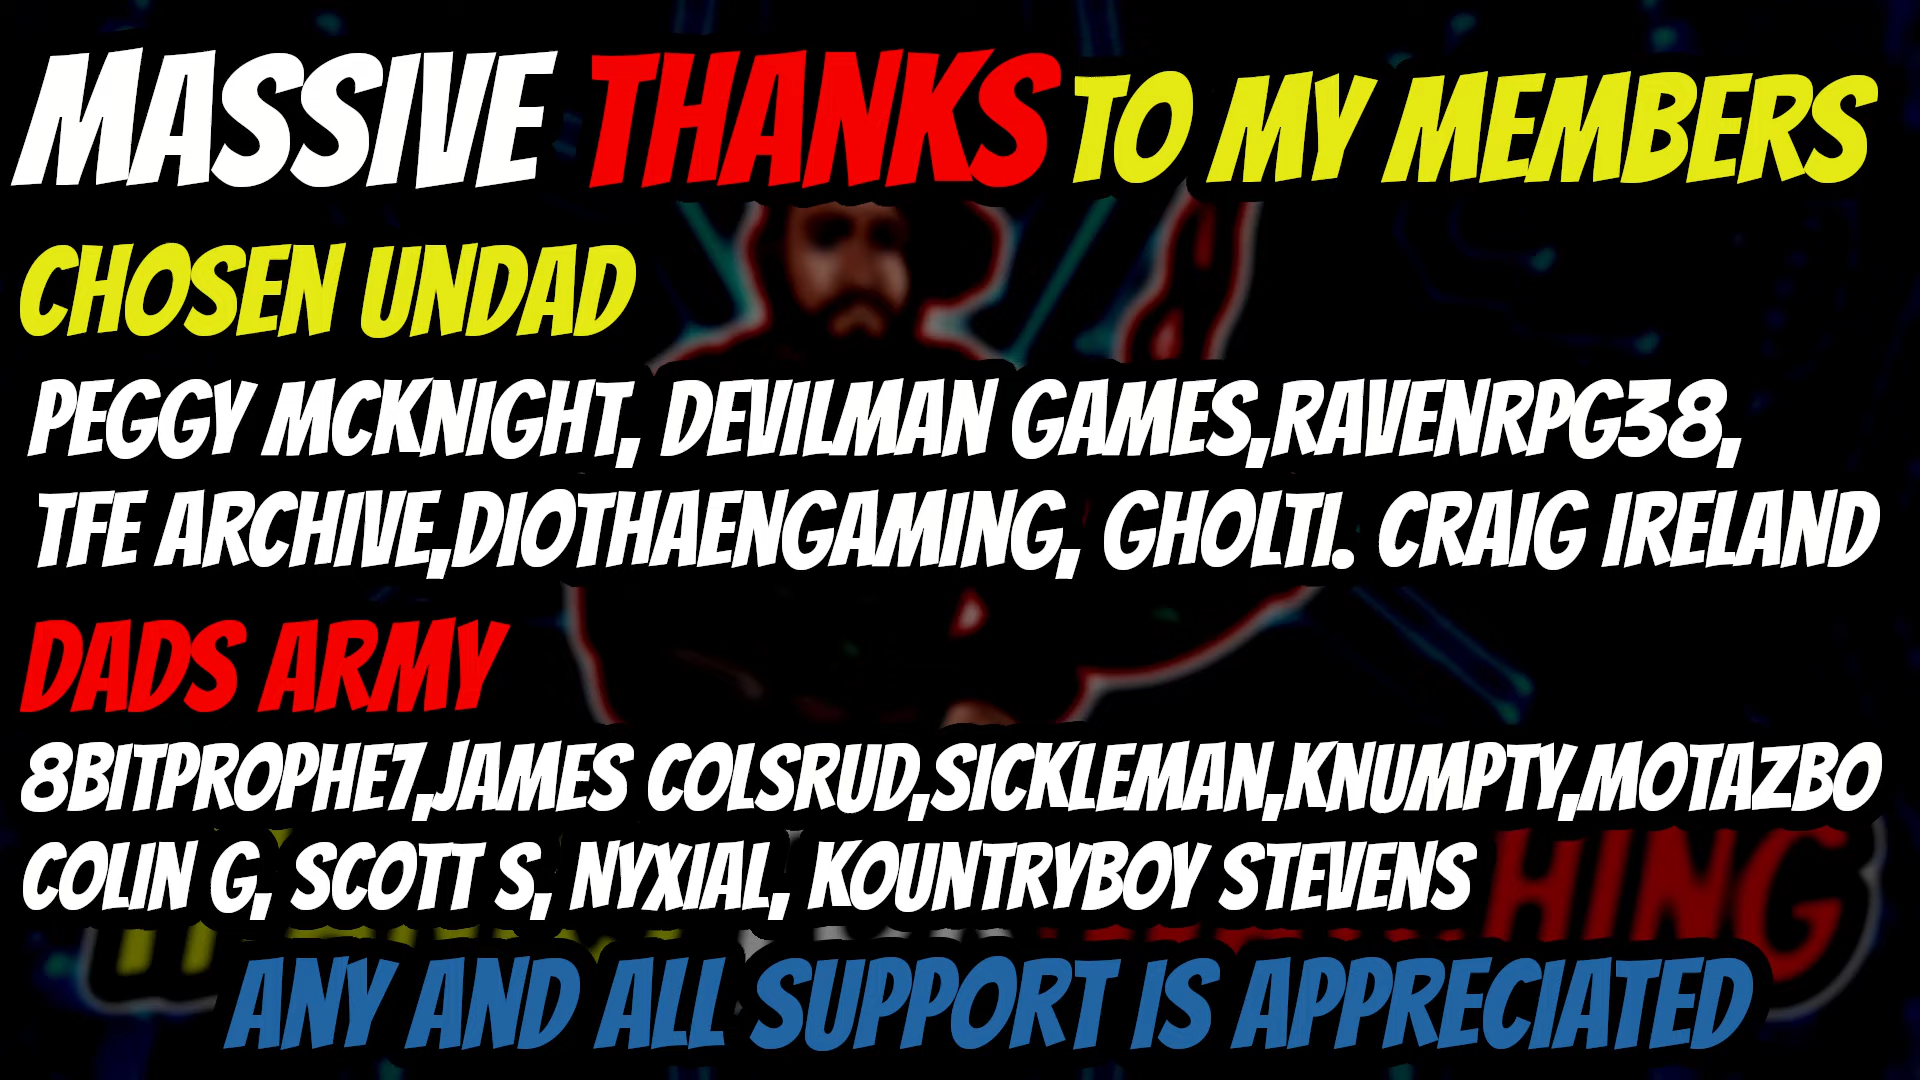 MASSIVE THANKS TO MY MEMBERS
CHOSEN UNDAD
PEGGY MCKNIGHT, DEVILMAN GAMES,RAVENRPG38,
TFE ARCHIVE,DIOTHAENGAMING, GHOLTI. CRAIG IRELAND
DADS ARMY
8BITPROPHE7,JAMES COLSRUD,SICKLEMAN,KNUMPTY,MOTAZBO
COLIN G, SCOTT S, NYXIAL, KOUNTRYBOY STEVENS
ANY AND ALL SUPPORT IS APPRECIATED